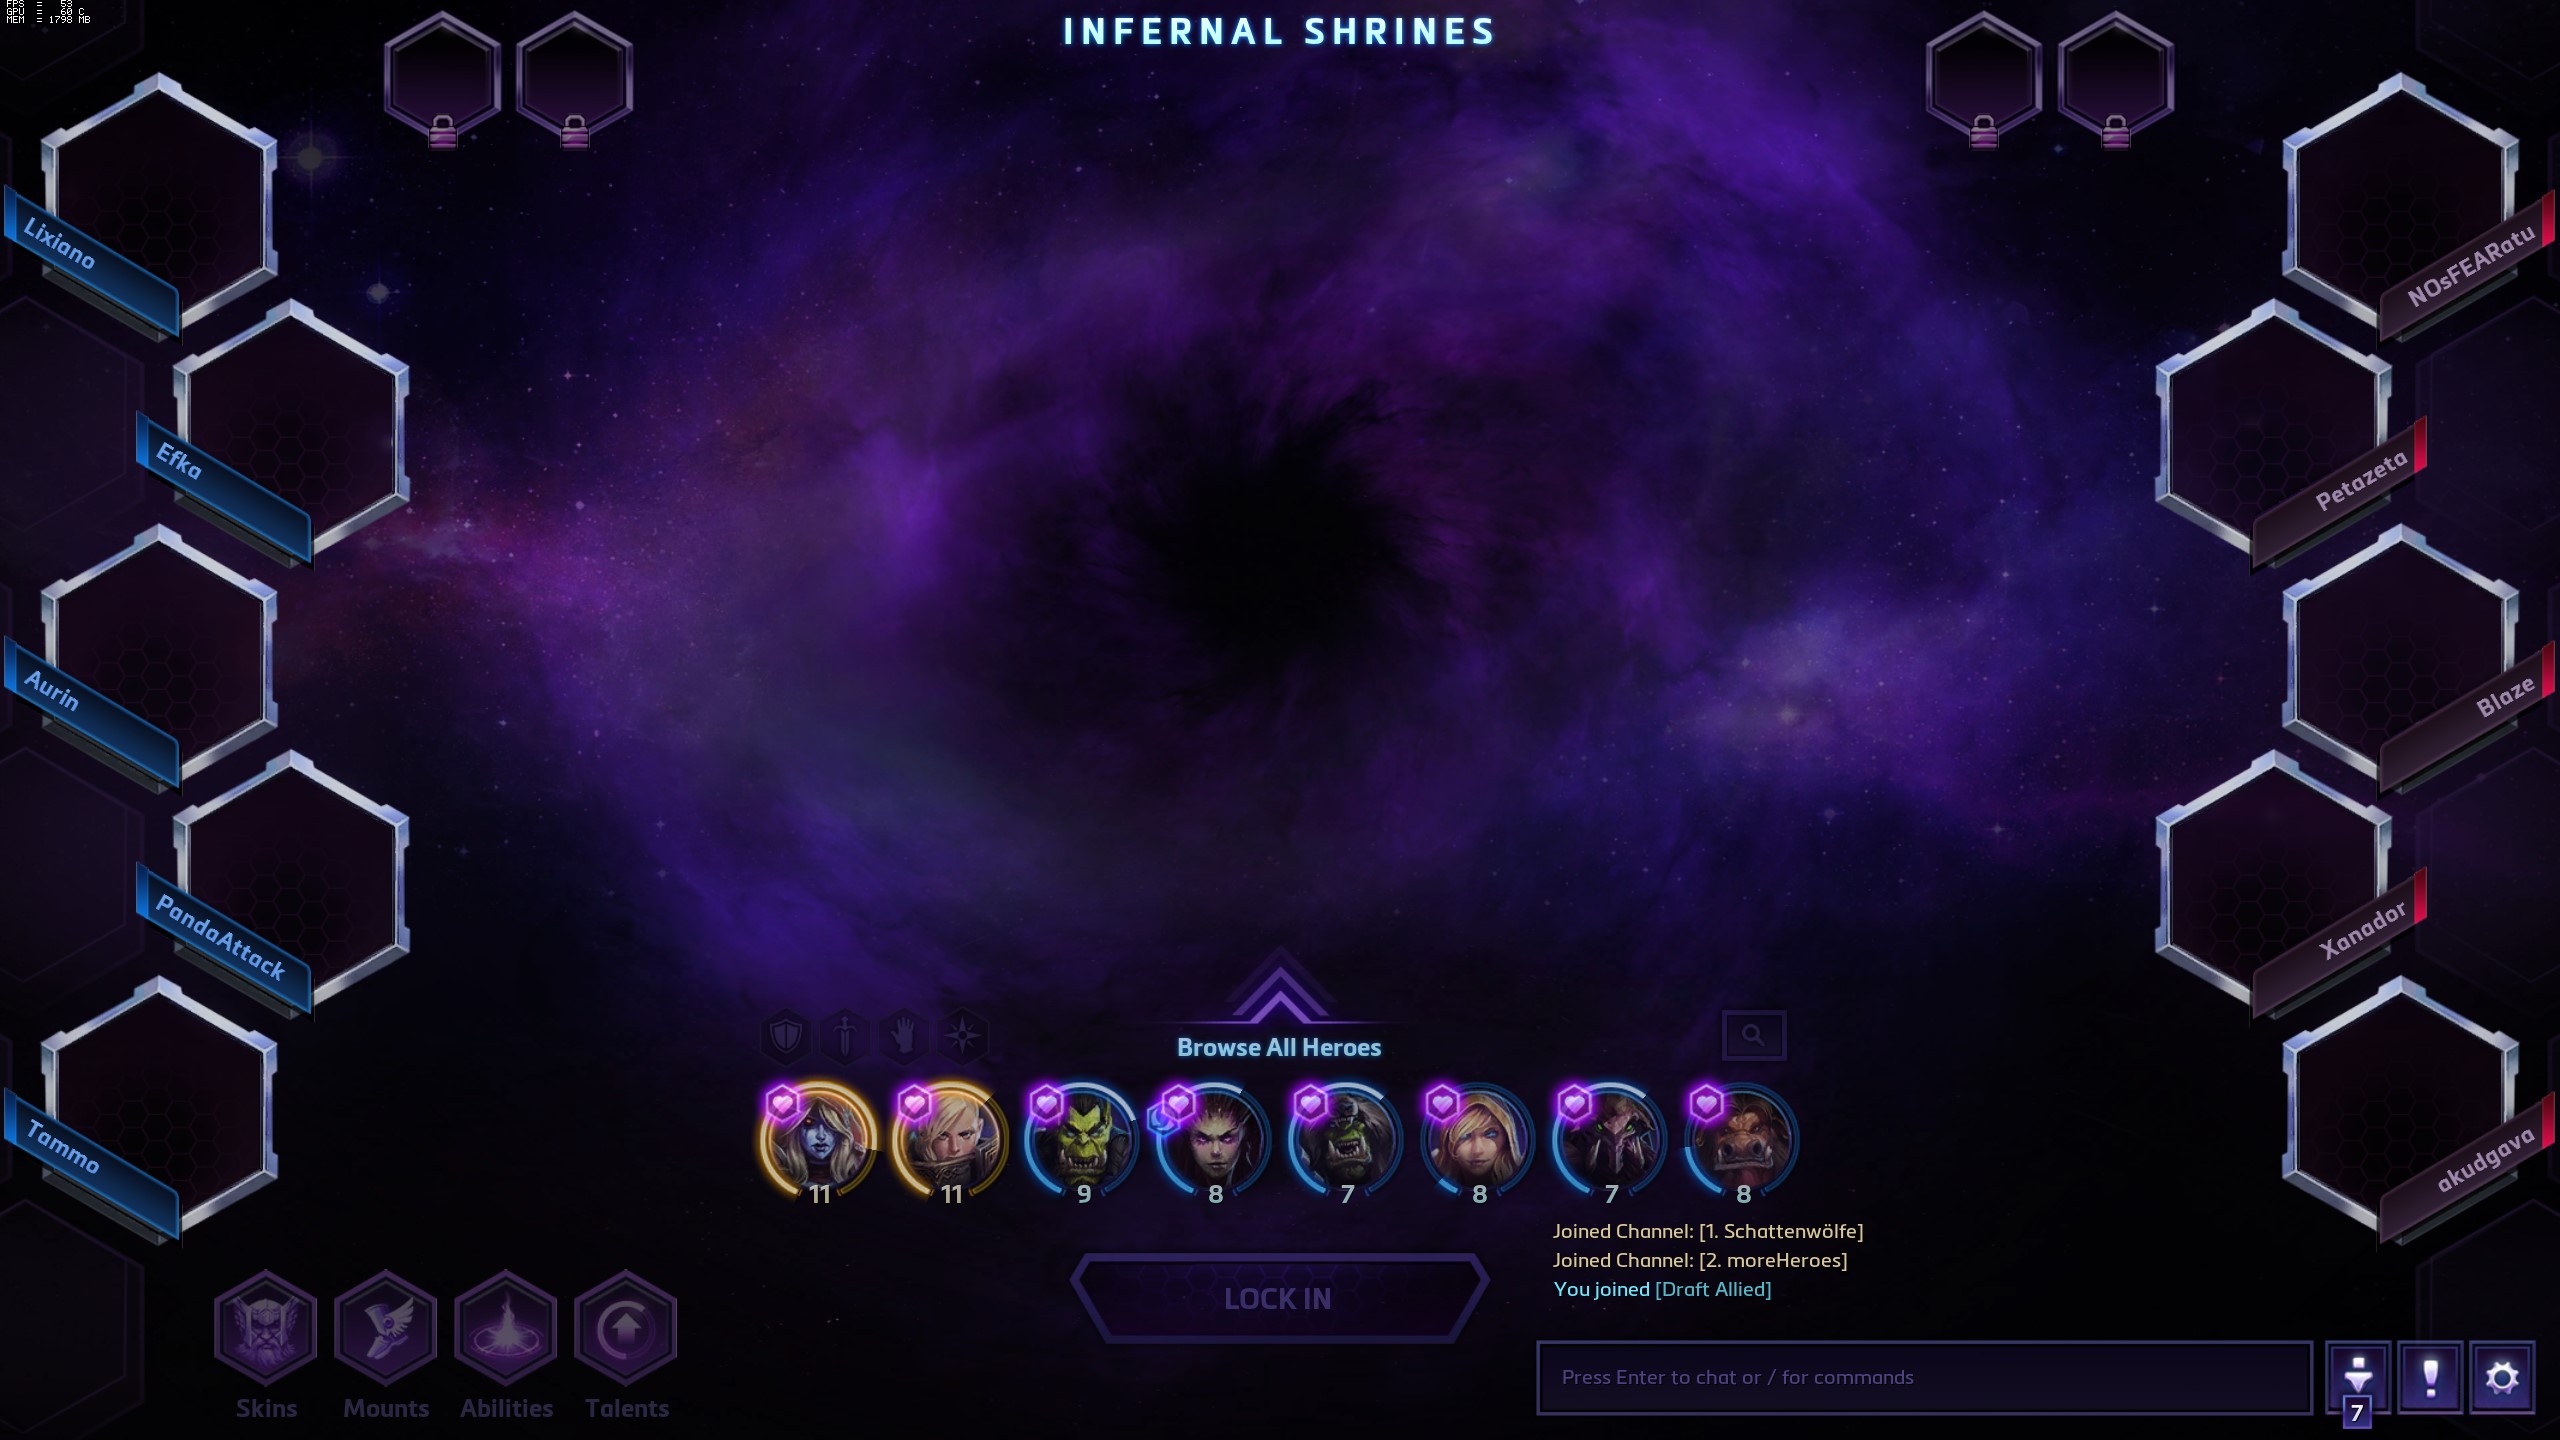 FPS = 53
GPU = 60 C
MEM = 1798 MB
INFERNAL SHRINES
Lixiano
Efka
Aurin
PandaAttack
Tammo
NOsFEARatu
Petazeta
Blaze
Xanador
akudgava
Browse All Heroes
11 11 9 8 7 8 7 8
Joined Channel: [1. Schattenwölfe]
Joined Channel: [2. moreHeroes]
You joined [Draft Allied]
LOCK IN
Press Enter to chat or / for commands
7
Skins Mounts Abilities Talents